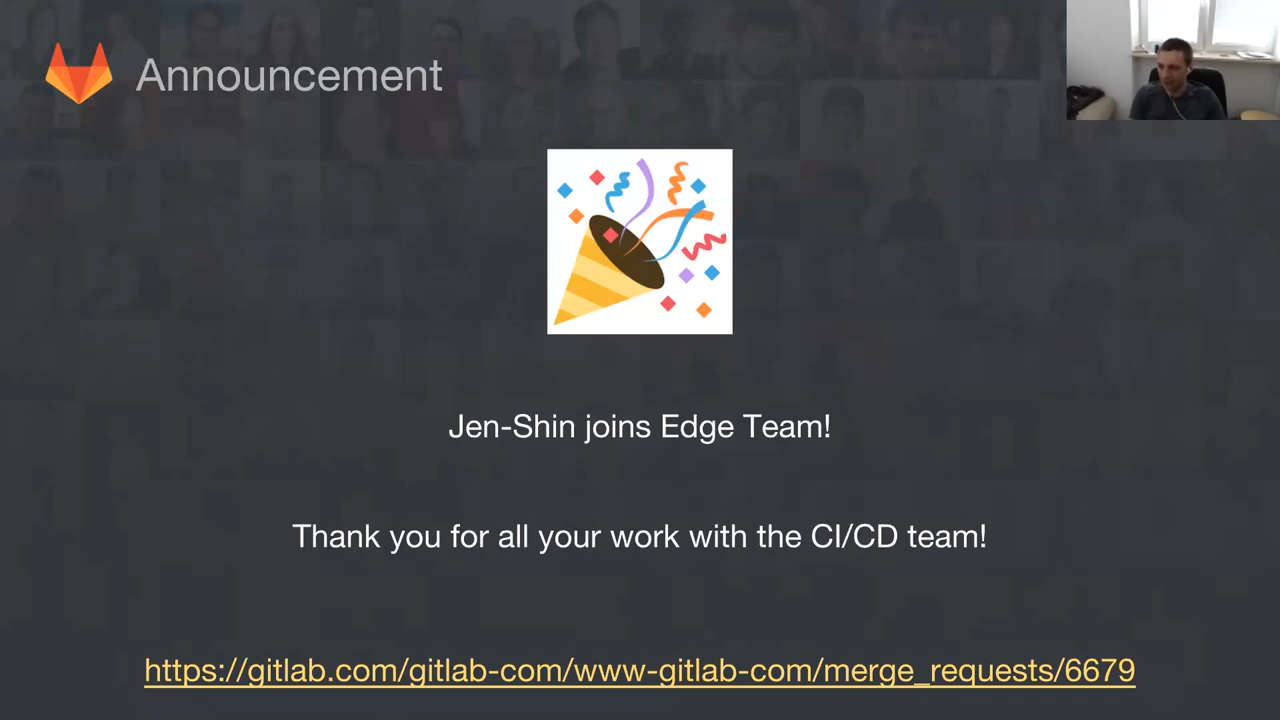 Announcement
Jen-Shin joins Edge Team!
Thank you for all your work with the CI/CD team!
https://gitlab.com/gitlab-com/www-gitlab-com/merge_requests/6679